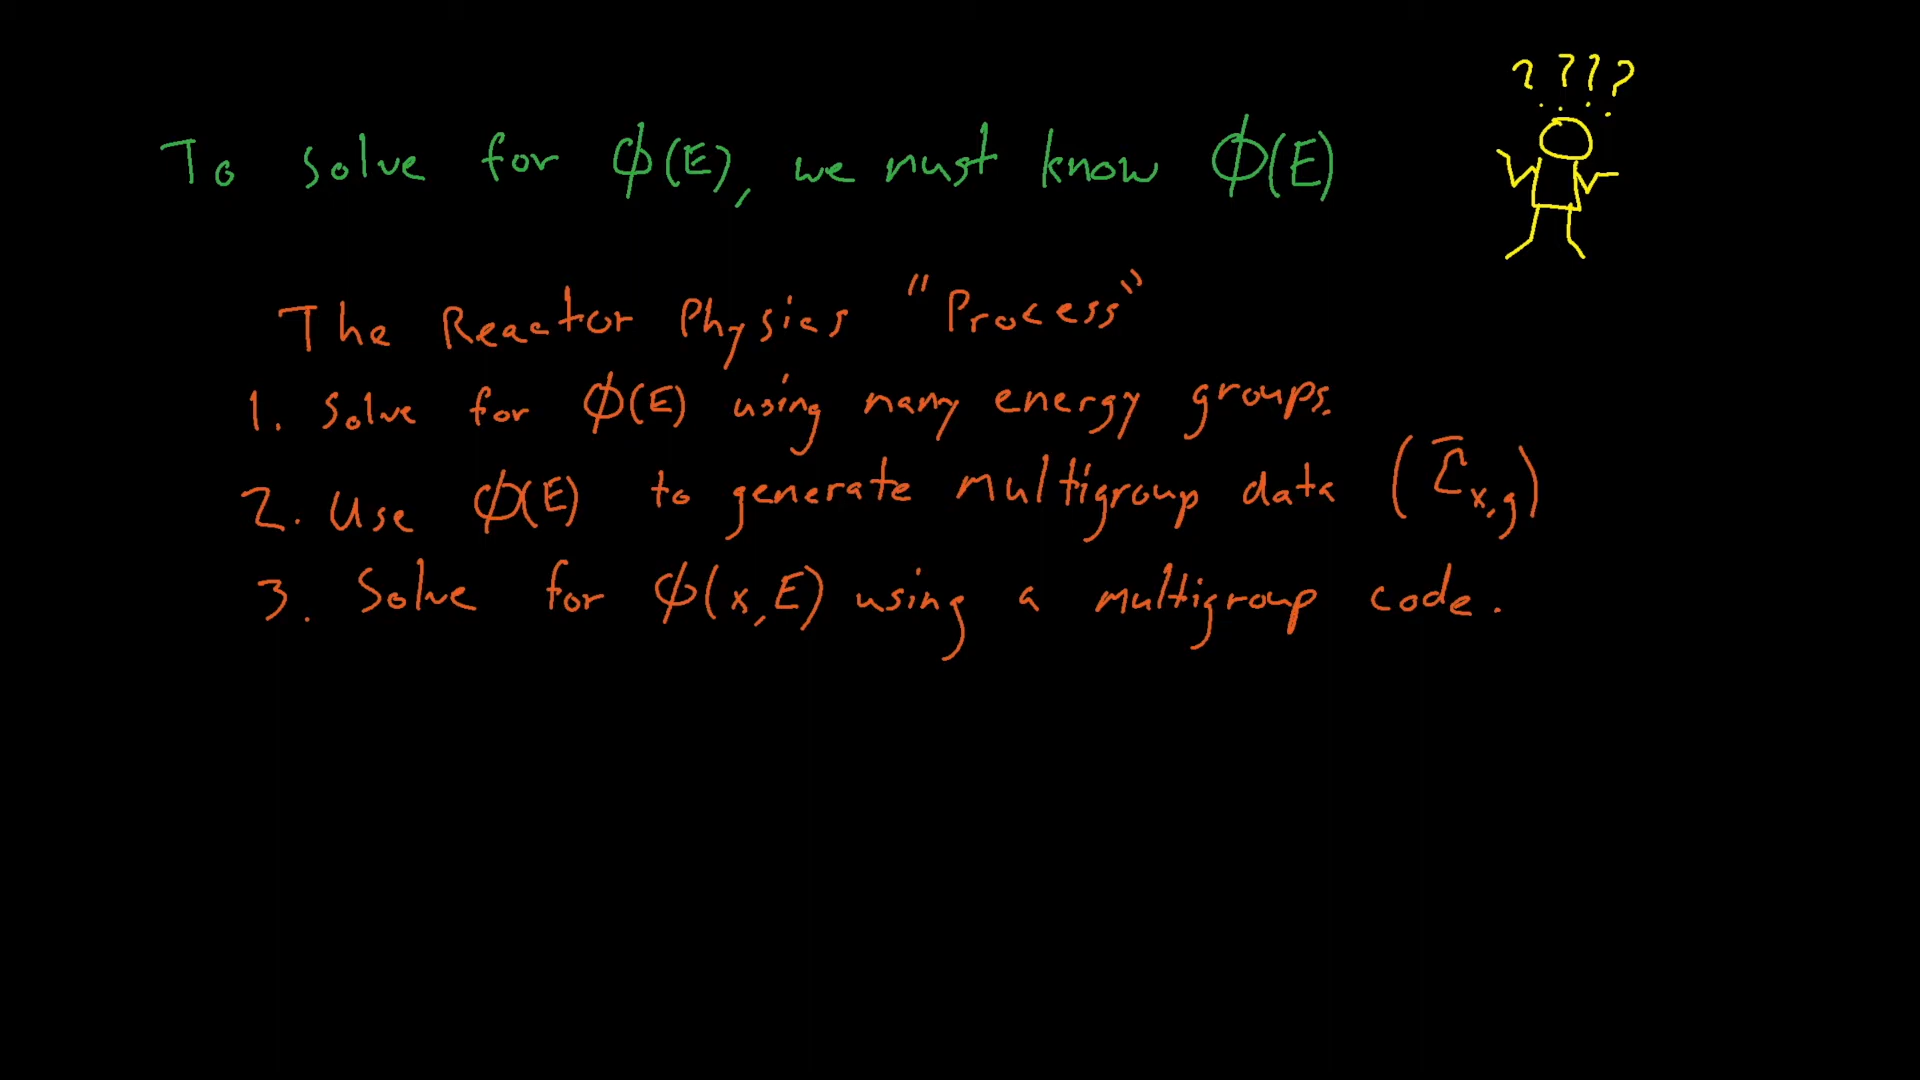 ? ? ? ?
To solve for ϕ(E), we must know ϕ(E)
The Reactor Physics "Process"
1. Solve for ϕ(E) using many energy groups.
2. Use ϕ(E) to generate multigroup data (Σ̄x,g)
3. Solve for ϕ(x,E) using a multigroup code.